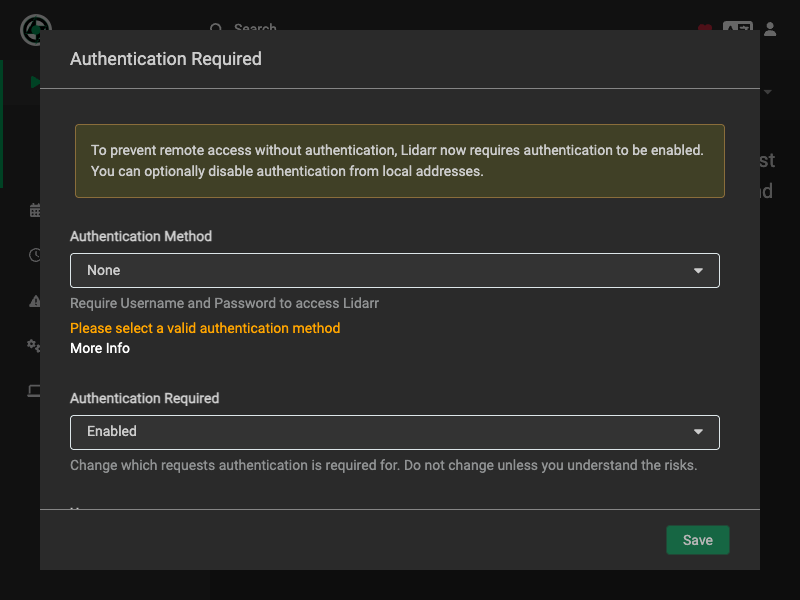 Search
Authentication Required
st
nd
To prevent remote access without authentication, Lidarr now requires authentication to be enabled.
You can optionally disable authentication from local addresses.
Authentication Method
None
Require Username and Password to access Lidarr
Please select a valid authentication method
More Info
Authentication Required
Enabled
Change which requests authentication is required for. Do not change unless you understand the risks.
Save